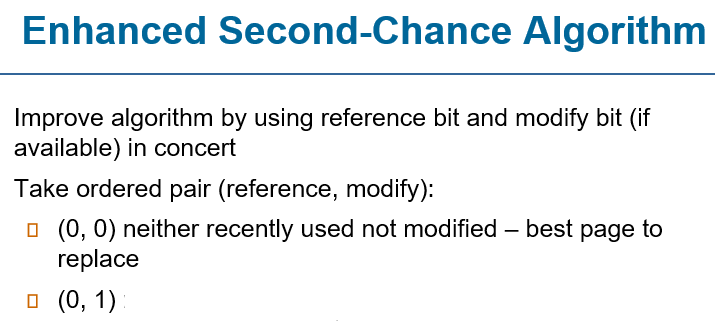 Enhanced Second-Chance Algorithm
Improve algorithm by using reference bit and modify bit (if
available) in concert
Take ordered pair (reference, modify):
(0, 0) neither recently used not modified – best page to
replace
(0, 1)